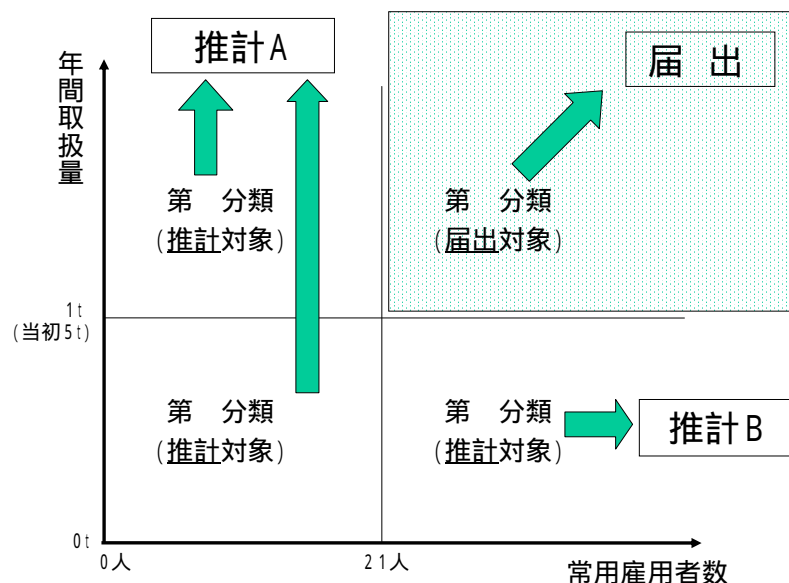 推計A
届 出
年間取扱量
第　分類
(推計対象)
第　分類
(届出対象)
1t
(当初5t)
第　分類
(推計対象)
第　分類
(推計対象)
推計B
0t
0人
21人
常用雇用者数